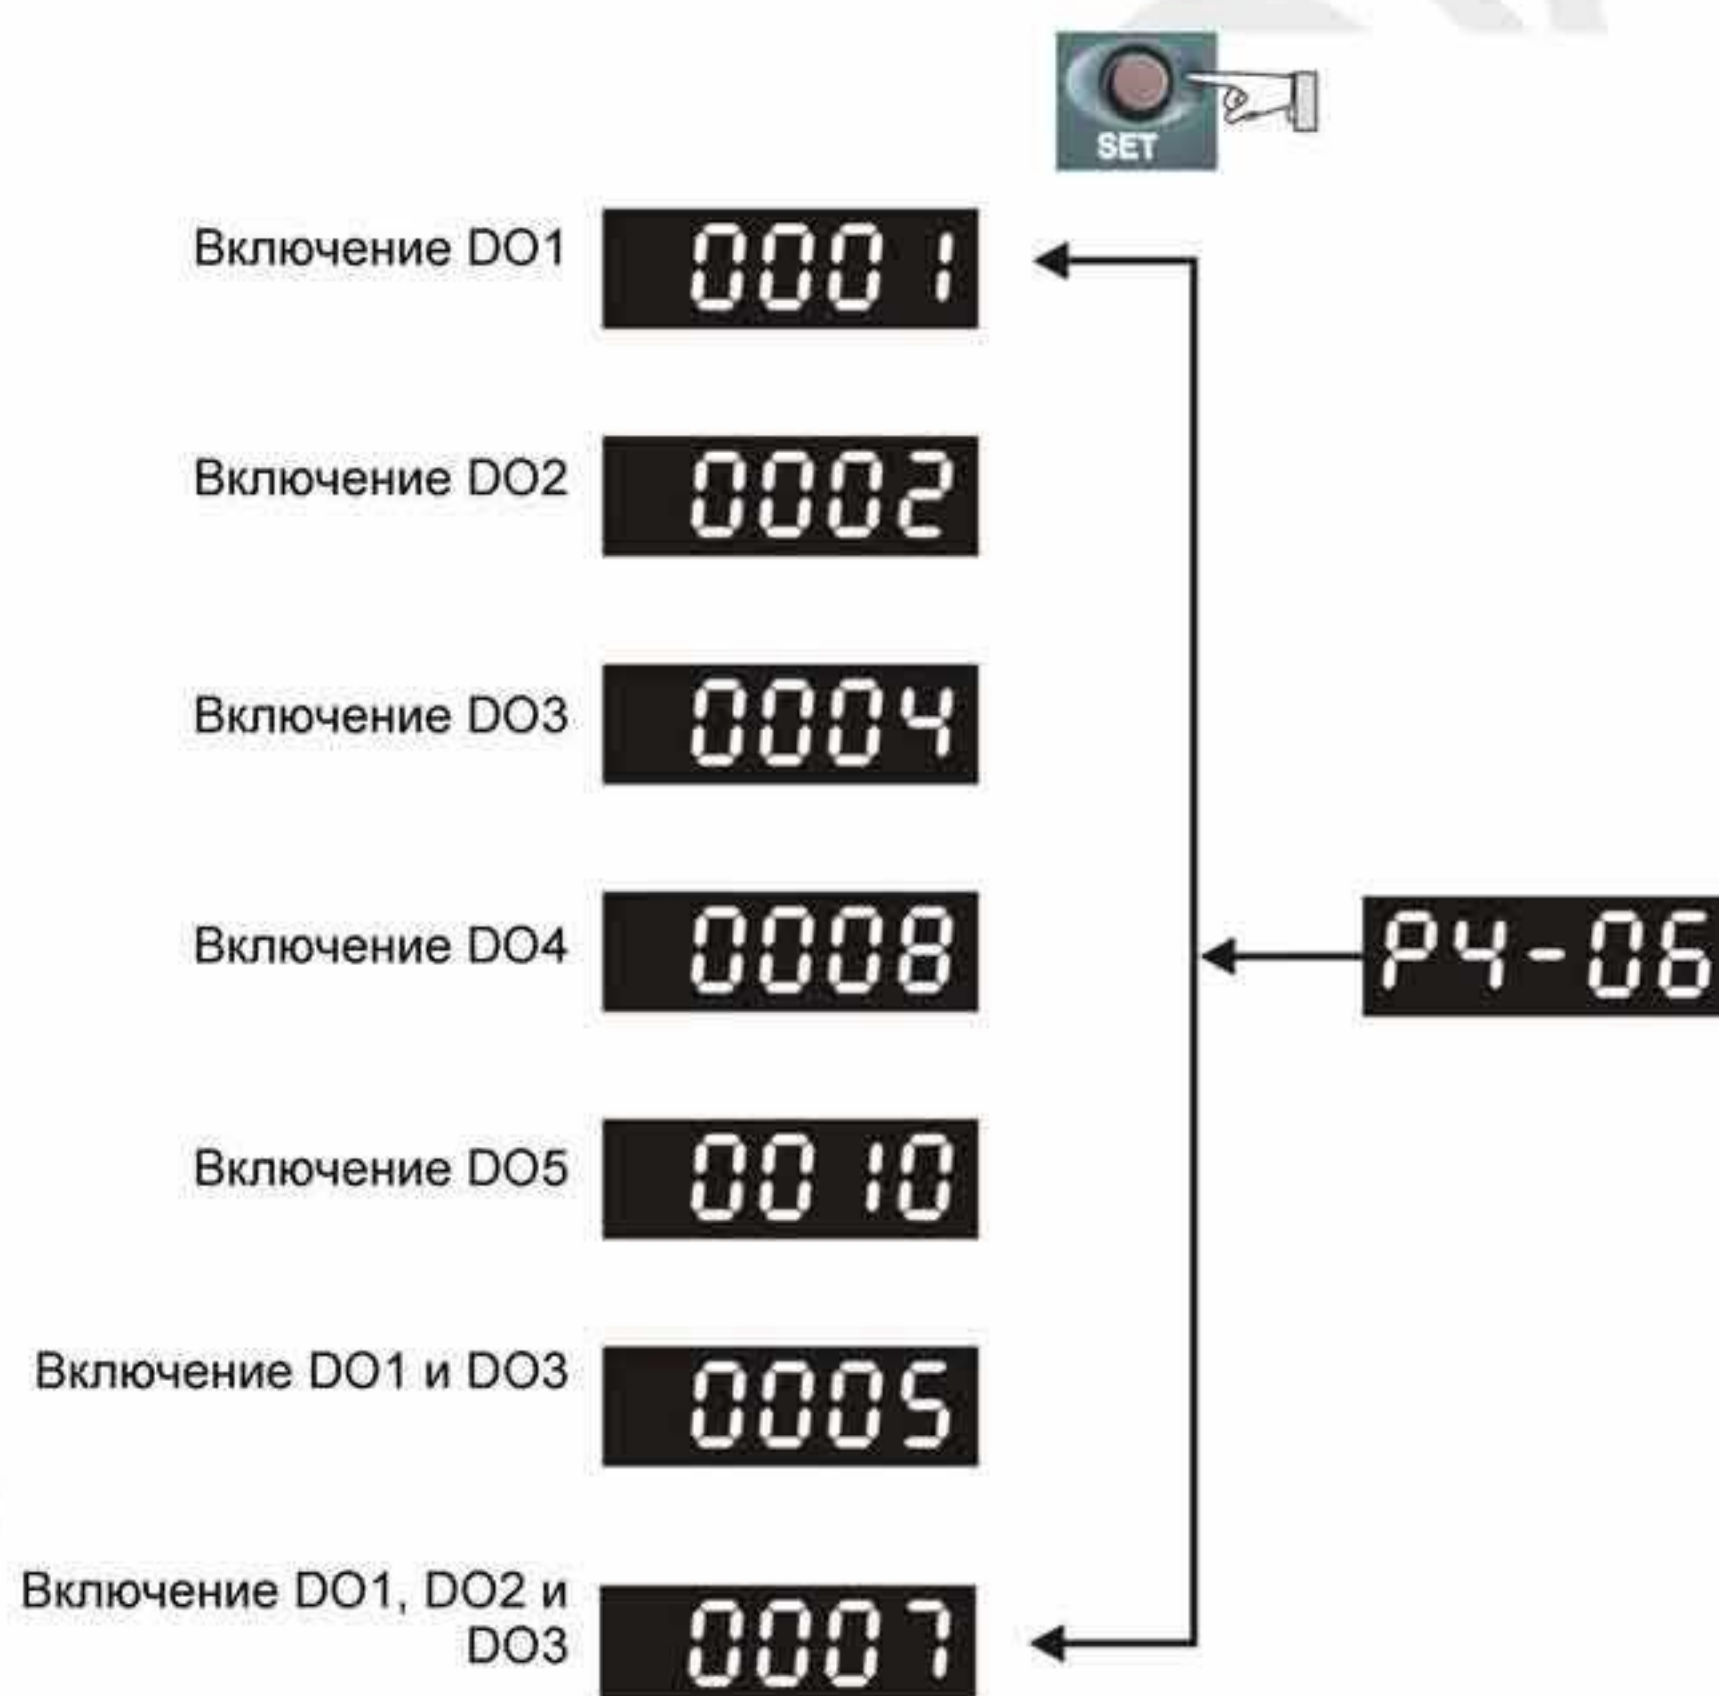 SET
Включение DO1 0001
Включение DO2 0002
Включение DO3 0004
Включение DO4 0008
P4-06
Включение DO5 0010
Включение DO1 и DO3 0005
Включение DO1, DO2 и
DO3 0007